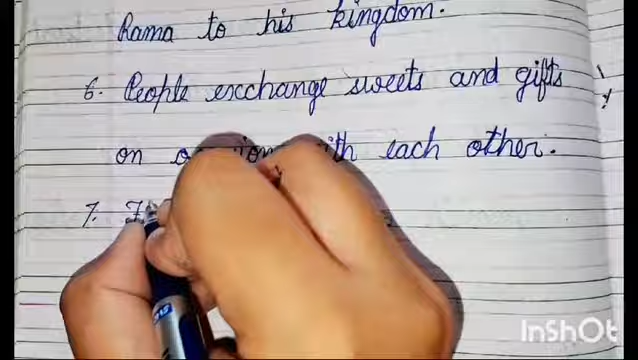 Rama to his kingdom.
6. People exchange sweets and gifts
on with each other.
7.
InShOt